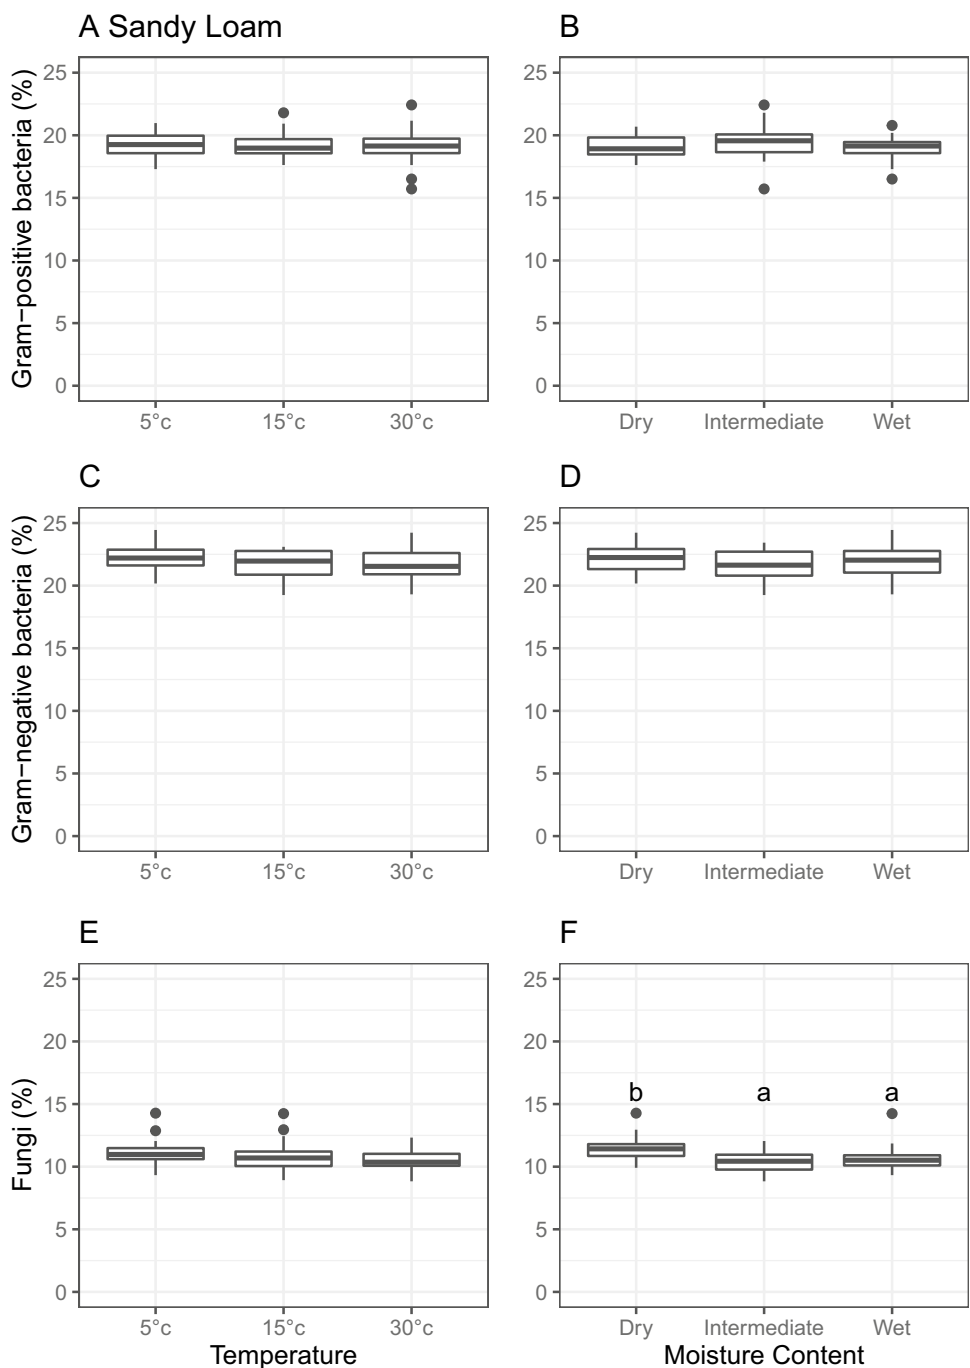 A Sandy Loam
B
Gram−positive bacteria (%)
25
20
15
10
5
0
5°c 15°c 30°c
25
20
15
10
5
0
Dry Intermediate Wet
C
D
Gram−negative bacteria (%)
25
20
15
10
5
0
5°c 15°c 30°c
25
20
15
10
5
0
Dry Intermediate Wet
E
F
Fungi (%)
25
20
15
10
5
0
5°c 15°c 30°c
Temperature
25
20
15
10
5
0
b a a
Dry Intermediate Wet
Moisture Content